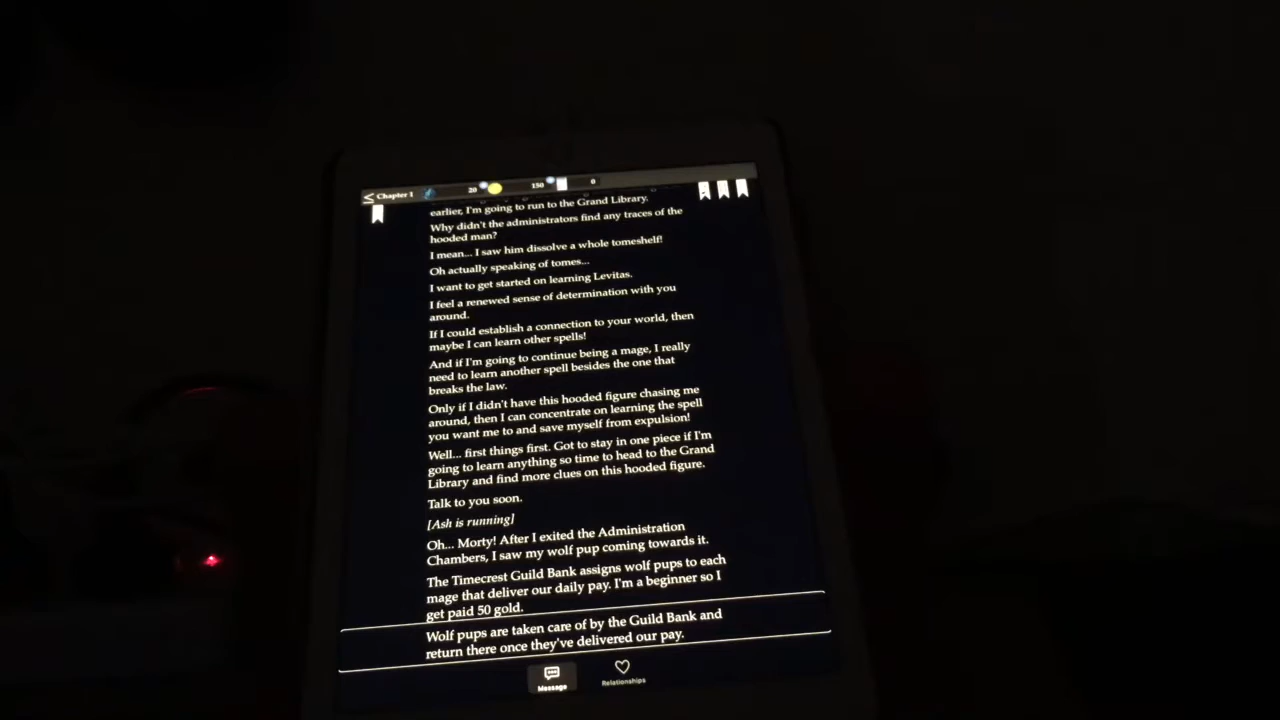 < Chapter 1 20 150 0
earlier, I'm going to run to the Grand Library.
Why didn't the administrators find any traces of the
hooded man?
I mean... I saw him dissolve a whole tomeshelf!
Oh actually speaking of tomes...
I want to get started on learning Levitas.
I feel a renewed sense of determination with you
around.
If I could establish a connection to your world, then
maybe I can learn other spells!
And if I'm going to continue being a mage, I really
need to learn another spell besides the one that
breaks the law.
Only if I didn't have this hooded figure chasing me
around, then I can concentrate on learning the spell
you want me to and save myself from expulsion!
Well... first things first. Got to stay in one piece if I'm
going to learn anything so time to head to the Grand
Library and find more clues on this hooded figure.
Talk to you soon.
[Ash is running]
Oh... Morty! After I exited the Administration
Chambers, I saw my wolf pup coming towards it.
The Timecrest Guild Bank assigns wolf pups to each
mage that deliver our daily pay. I'm a beginner so I
get paid 50 gold.
Wolf pups are taken care of by the Guild Bank and
return there once they've delivered our pay.
Message Relationships